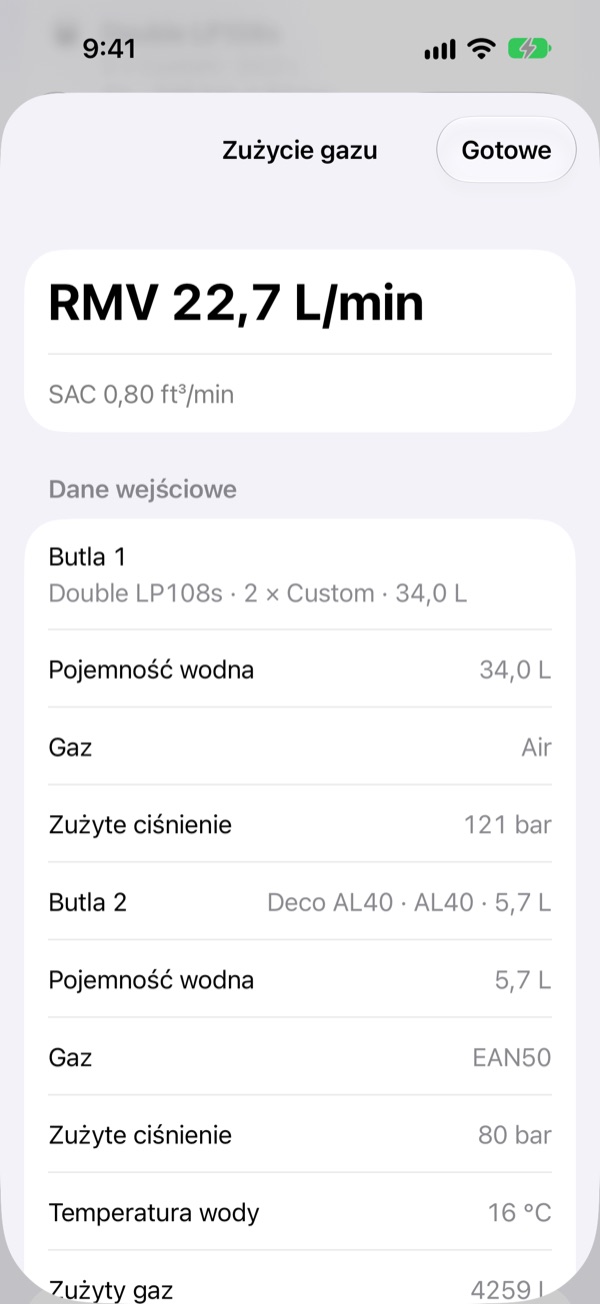 9:41
Zużycie gazu
Gotowe
RMV 22,7 L/min
SAC 0,80 ft³/min
Dane wejściowe
Butla 1
Double LP108s · 2 × Custom · 34,0 L
Pojemność wodna 34,0 L
Gaz Air
Zużyte ciśnienie 121 bar
Butla 2 Deco AL40 · AL40 · 5,7 L
Pojemność wodna 5,7 L
Gaz EAN50
Zużyte ciśnienie 80 bar
Temperatura wody 16 °C
Zużyty gaz 4259 L